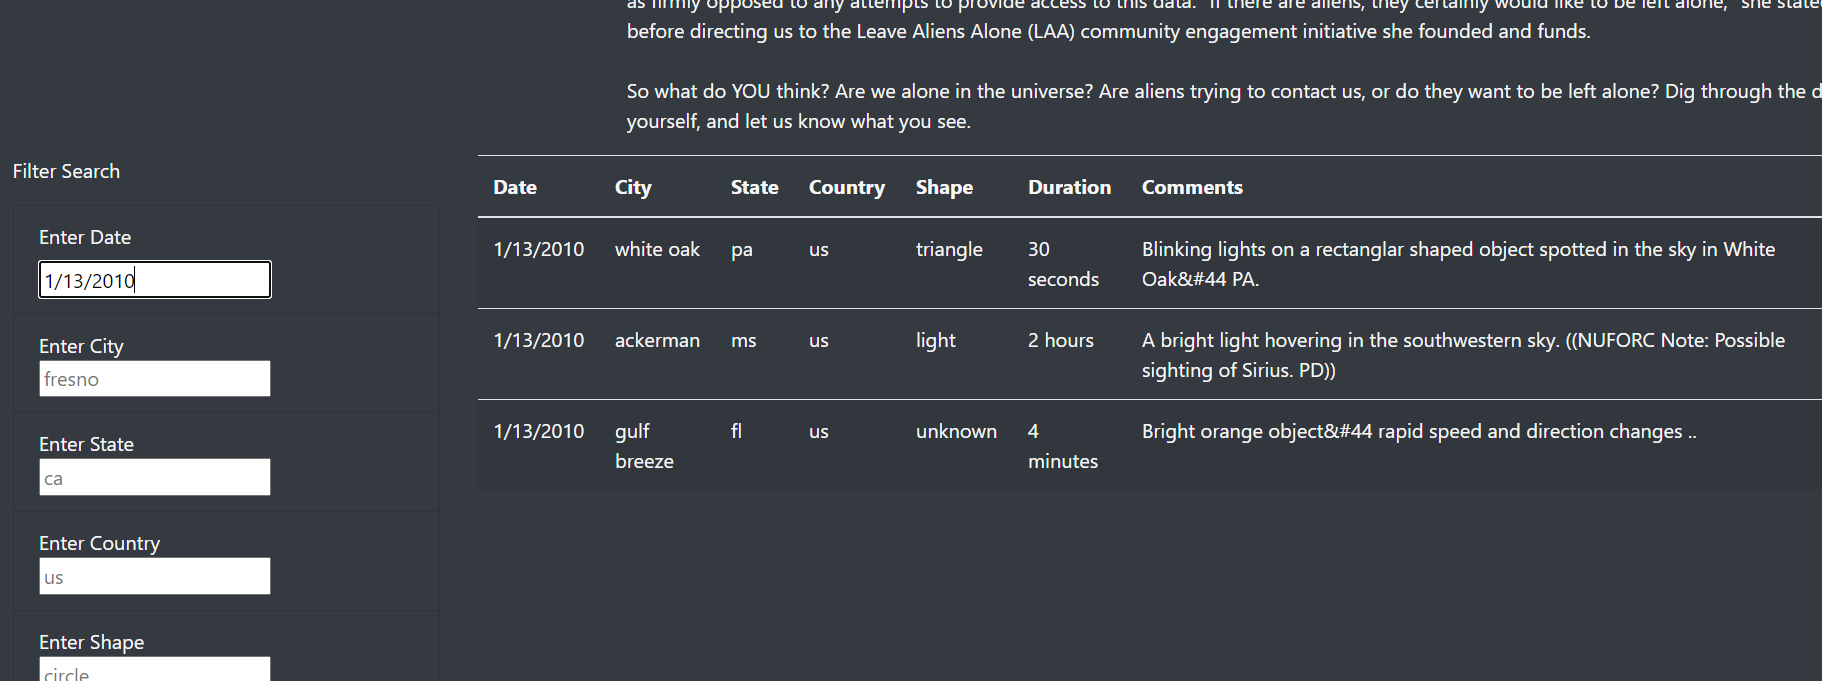 as firmly opposed to any attempts to provide access to this data. "If there are aliens, they certainly would like to be left alone," she
before directing us to the Leave Aliens Alone (LAA) community engagement initiative she founded and funds.
So what do YOU think? Are we alone in the universe? Are aliens trying to contact us, or do they want to be left alone? Dig through the
yourself, and let us know what you see.
Filter Search
Enter Date
1/13/2010
Enter City
fresno
Enter State
ca
Enter Country
us
Enter Shape
circle
Date City State Country Shape Duration Comments
1/13/2010 white oak pa us triangle 30 Blinking lights on a rectanglar shaped object spotted in the sky in White
seconds Oak&#44 PA.
1/13/2010 ackerman ms us light 2 hours A bright light hovering in the southwestern sky. ((NUFORC Note: Possible
sighting of Sirius. PD))
1/13/2010 gulf fl us unknown 4 Bright orange object&#44 rapid speed and direction changes ..
breeze minutes